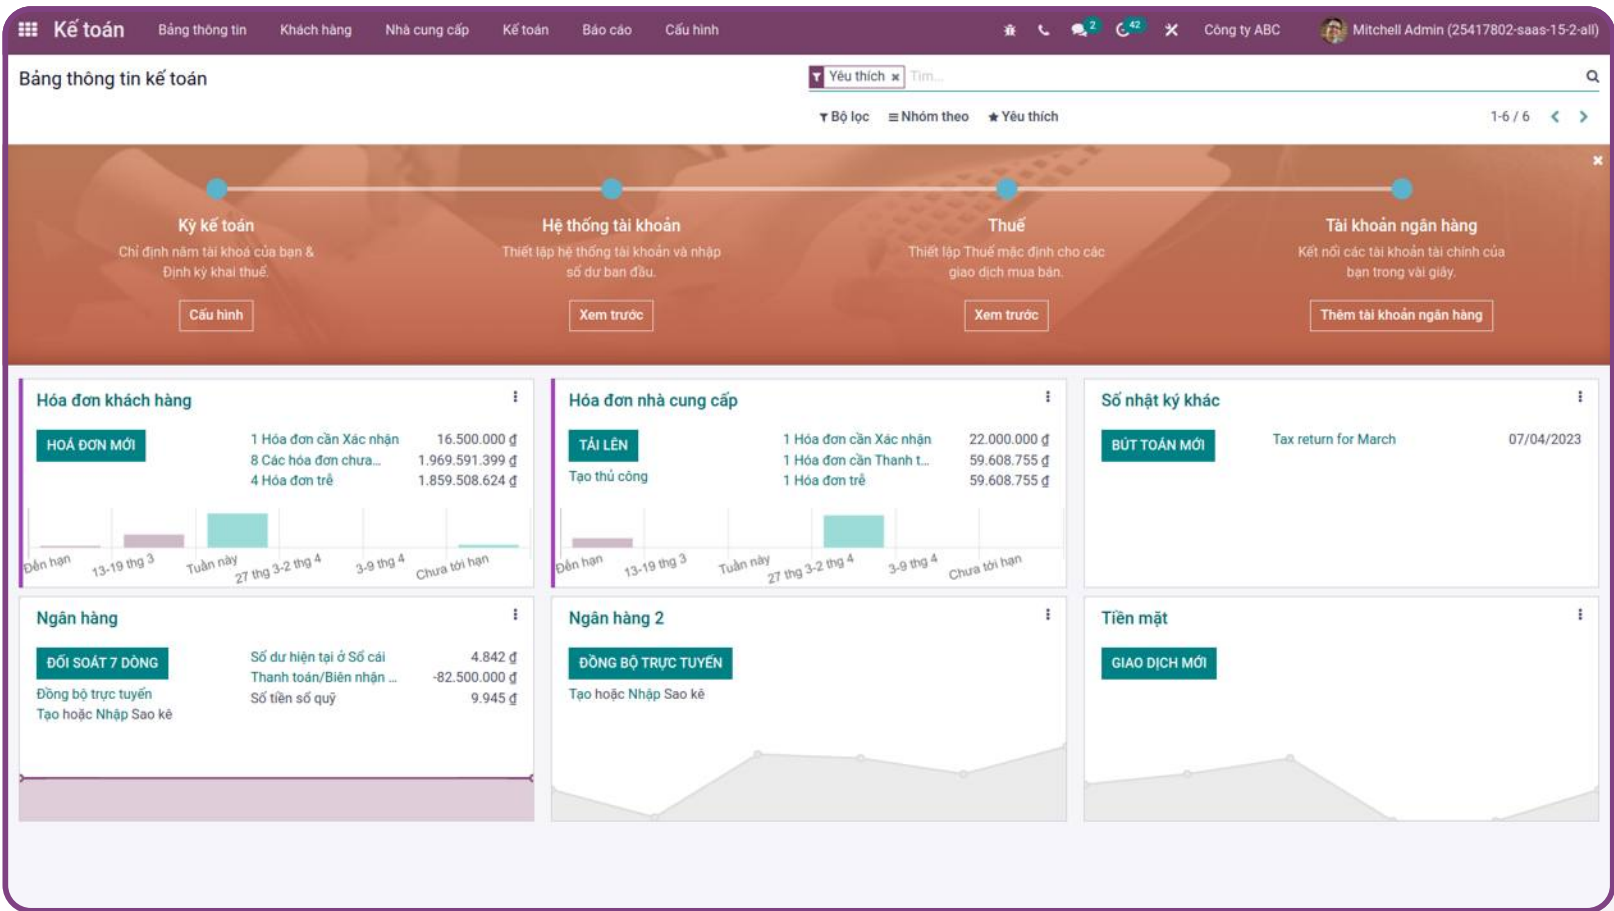 Kế toán Bảng thông tin Khách hàng Nhà cung cấp Kế toán Báo cáo Cấu hình 2 42 Công ty ABC Mitchell Admin (25417802-saas-15-2-all)
Bảng thông tin kế toán
Yêu thích × Tìm...
Bộ lọc Nhóm theo Yêu thích 1-6 / 6
Kỳ kế toán
Chỉ định năm tài khoá của bạn &
Định kỳ khai thuế.
Cấu hình
Hệ thống tài khoản
Thiết lập hệ thống tài khoản và nhập
số dư ban đầu.
Xem trước
Thuế
Thiết lập Thuế mặc định cho các
giao dịch mua bán.
Xem trước
Tài khoản ngân hàng
Kết nối các tài khoản tài chính của
bạn trong vài giây.
Thêm tài khoản ngân hàng
Hóa đơn khách hàng
HOÁ ĐƠN MỚI
1 Hóa đơn cần Xác nhận 16.500.000 ₫
8 Các hóa đơn chưa... 1.969.591.399 ₫
4 Hóa đơn trễ 1.859.508.624 ₫
Đến hạn 13-19 thg 3 Tuần này 27 thg 3-2 thg 4 3-9 thg 4 Chưa tới hạn
Hóa đơn nhà cung cấp
TẢI LÊN
Tạo thủ công
1 Hóa đơn cần Xác nhận 22.000.000 ₫
1 Hóa đơn cần Thanh t... 59.608.755 ₫
1 Hóa đơn trễ 59.608.755 ₫
Đến hạn 13-19 thg 3 Tuần này 27 thg 3-2 thg 4 3-9 thg 4 Chưa tới hạn
Sổ nhật ký khác
BÚT TOÁN MỚI
Tax return for March 07/04/2023
Ngân hàng
ĐỐI SOÁT 7 DÒNG
Đồng bộ trực tuyến
Tạo hoặc Nhập Sao kê
Số dư hiện tại ở Sổ cái 4.842 ₫
Thanh toán/Biên nhận ... -82.500.000 ₫
Số tiền sổ quỹ 9.945 ₫
Ngân hàng 2
ĐỒNG BỘ TRỰC TUYẾN
Tạo hoặc Nhập Sao kê
Tiền mặt
GIAO DỊCH MỚI